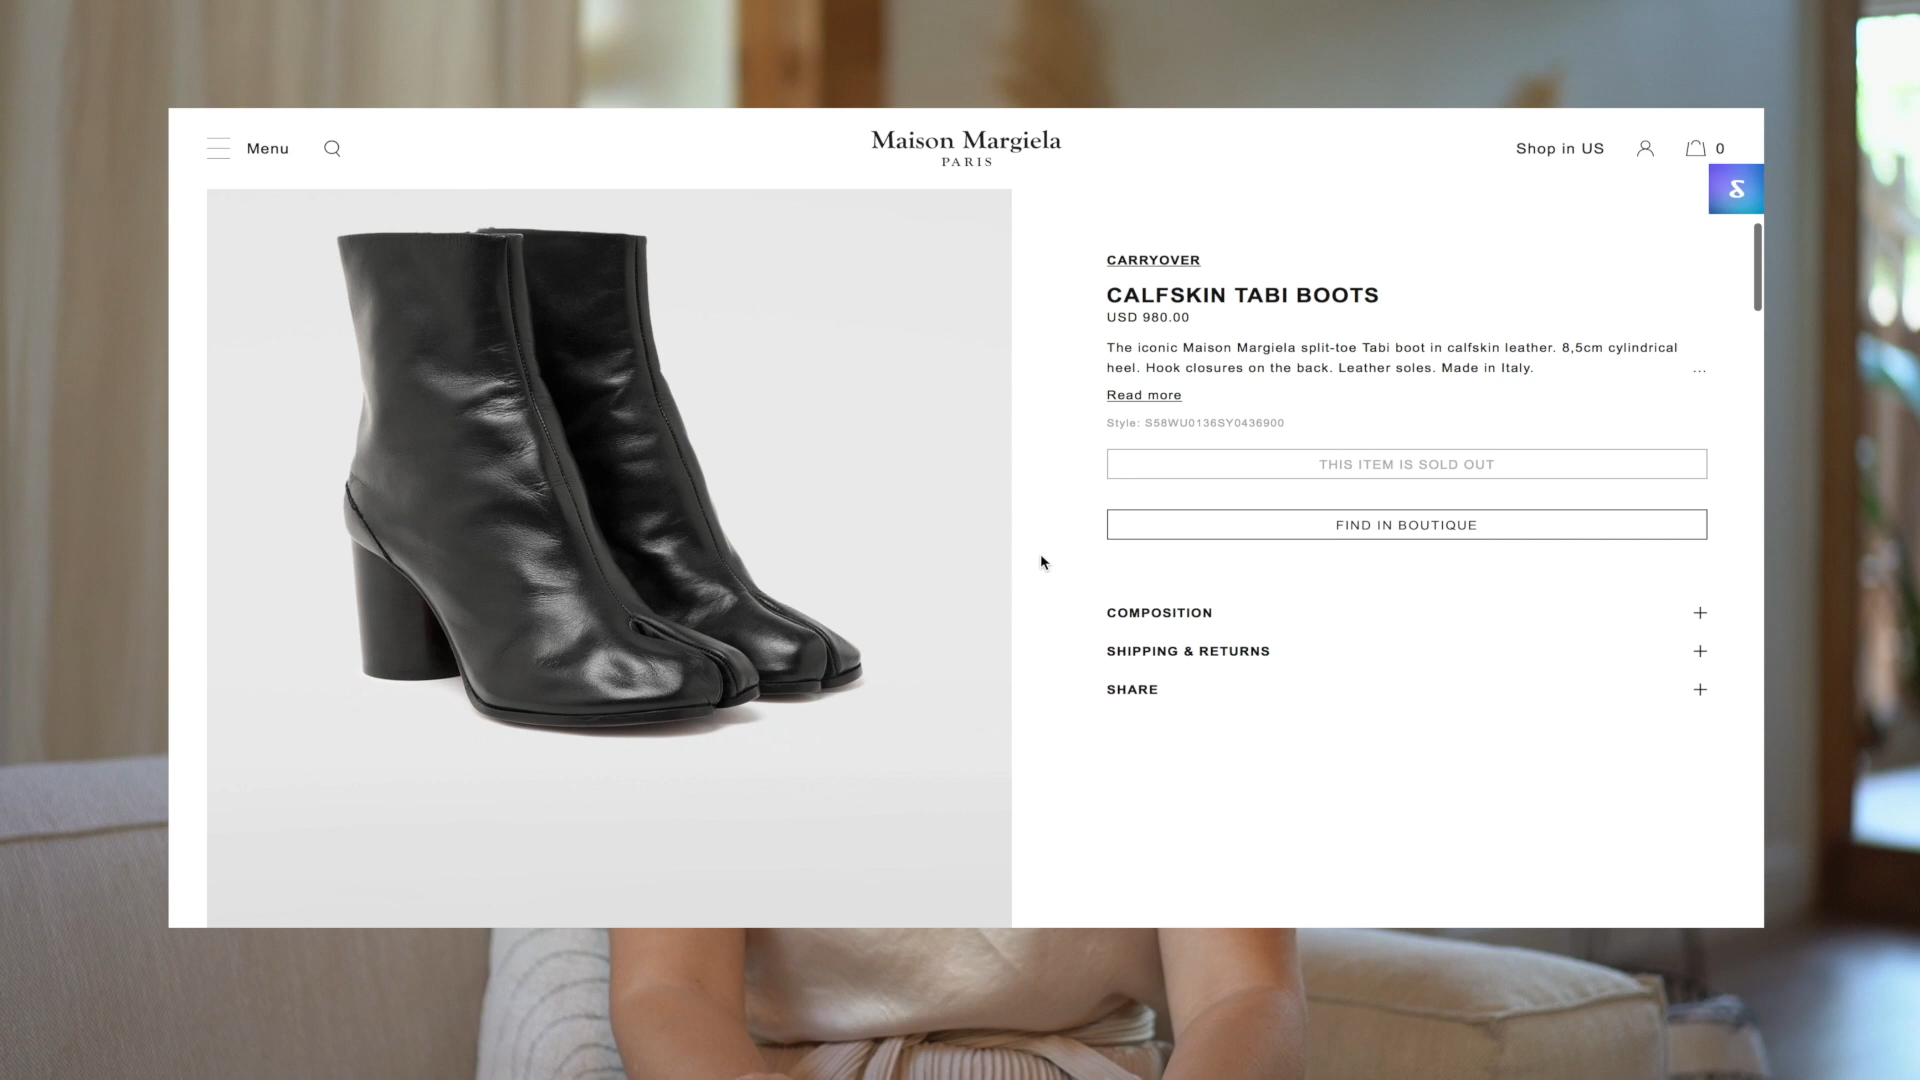 Menu
Maison Margiela
PARIS
Shop in US
0
CARRYOVER
CALFSKIN TABI BOOTS
USD 980.00
The iconic Maison Margiela split-toe Tabi boot in calfskin leather. 8,5cm cylindrical
heel. Hook closures on the back. Leather soles. Made in Italy.
...
Read more
Style: S58WU0136SY0436900
THIS ITEM IS SOLD OUT
FIND IN BOUTIQUE
COMPOSITION
SHIPPING & RETURNS
SHARE